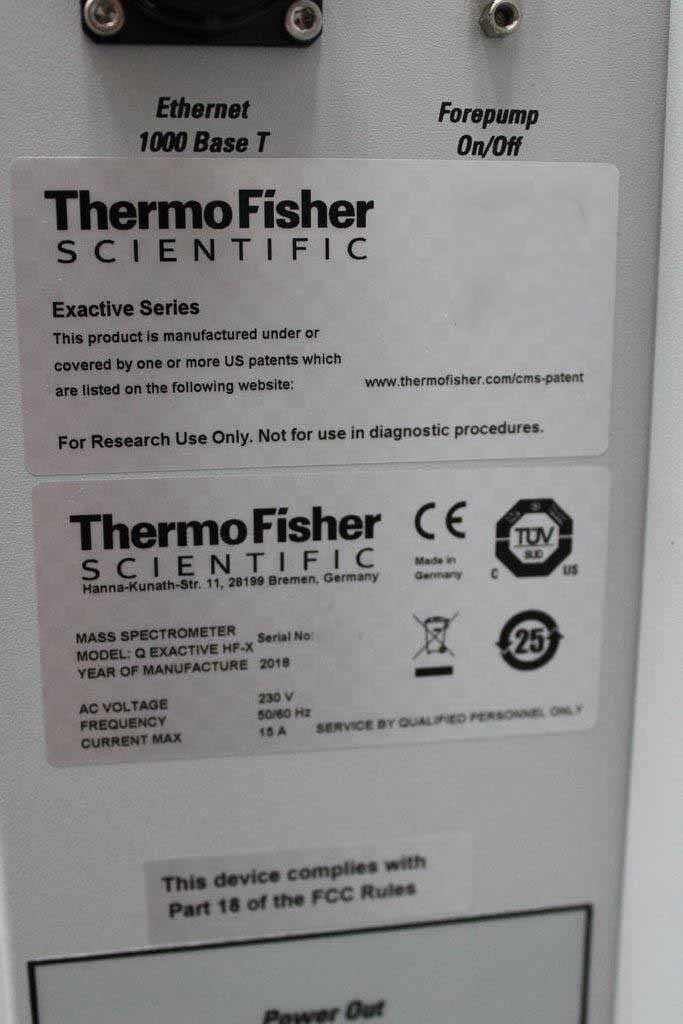 Ethernet
1000 Base T
Forepump
On/Off
ThermoFisher
SCIENTIFIC
Exactive Series
This product is manufactured under or
covered by one or more US patents which
are listed on the following website: www.thermofisher.com/cms-patent
For Research Use Only. Not for use in diagnostic procedures.
ThermoFisher
SCIENTIFIC
Hanna-Kunath-Str. 11, 28199 Bremen, Germany
CE
Made in
Germany
TÜV
SÜD
C US
MASS SPECTROMETER Serial No:
MODEL: Q EXACTIVE HF-X
YEAR OF MANUFACTURE 2018
25
AC VOLTAGE 230 V
FREQUENCY 50/60 Hz
CURRENT MAX 15 A
SERVICE BY QUALIFIED PERSONNEL ONLY
This device complies with
Part 18 of the FCC Rules
Power Out